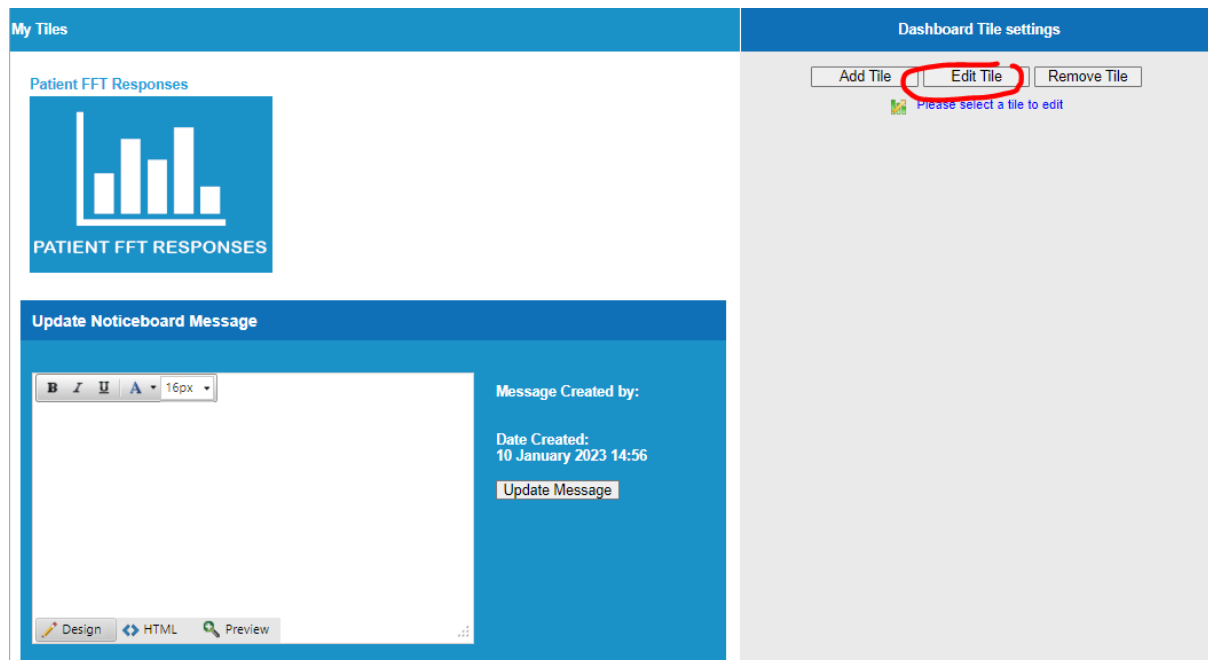 My Tiles
Dashboard Tile settings
Patient FFT Responses
PATIENT FFT RESPONSES
Add Tile Edit Tile Remove Tile
Please select a tile to edit
Update Noticeboard Message
B I U A 16px
Message Created by:
Date Created:
10 January 2023 14:56
Update Message
Design HTML Preview